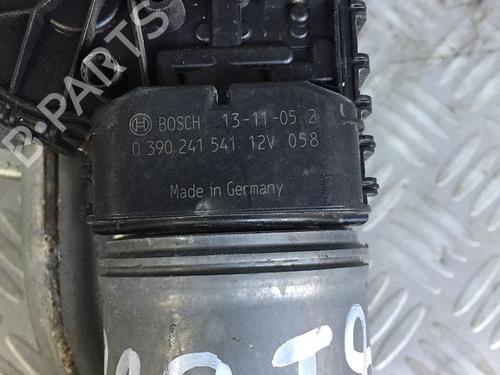 B-PARTS
BOSCH 13-11-05 2
0 390 241 541 12V 058
Made in Germany